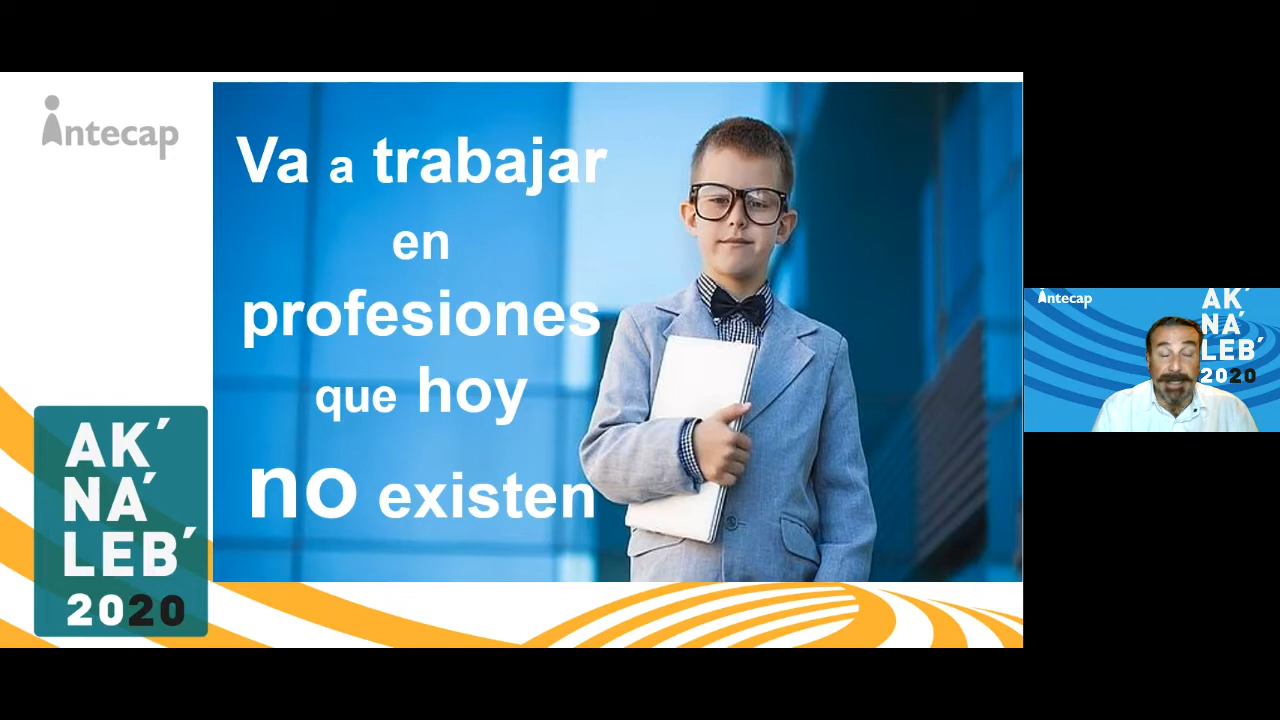 intecap
Va a trabajar
en
profesiones
que hoy
no existen
AK´
NA´
LEB´
2020
intecap
AK´
NA´
LEB´
2020